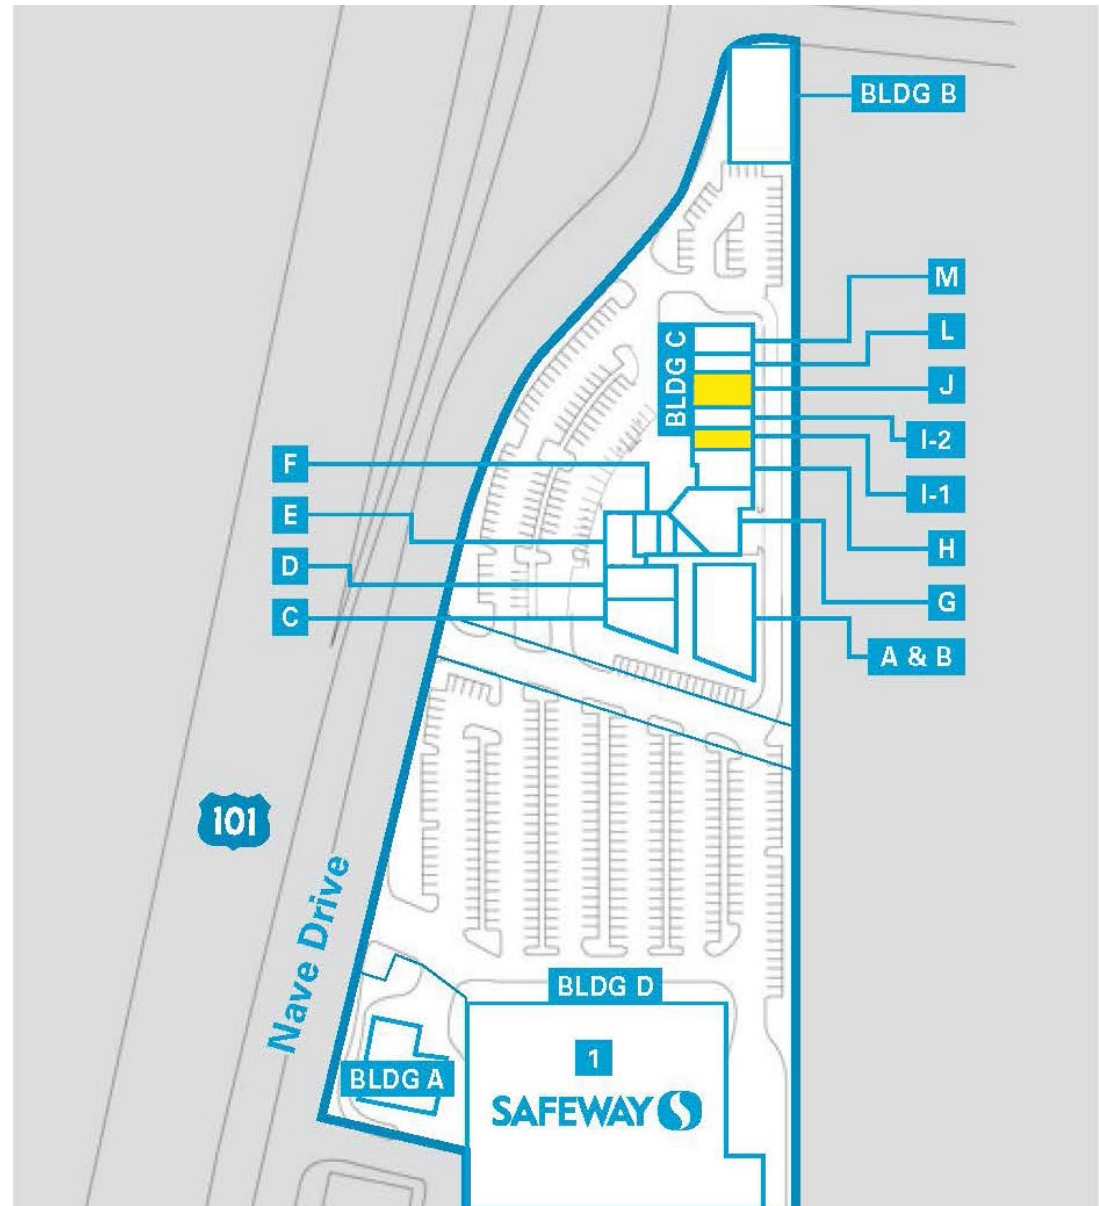 BLDG B
M
L
BLDG C
J
I-2
F
I-1
E
H
D
G
C
A & B
101
Nave Drive
BLDG D
1
BLDG A
SAFEWAY